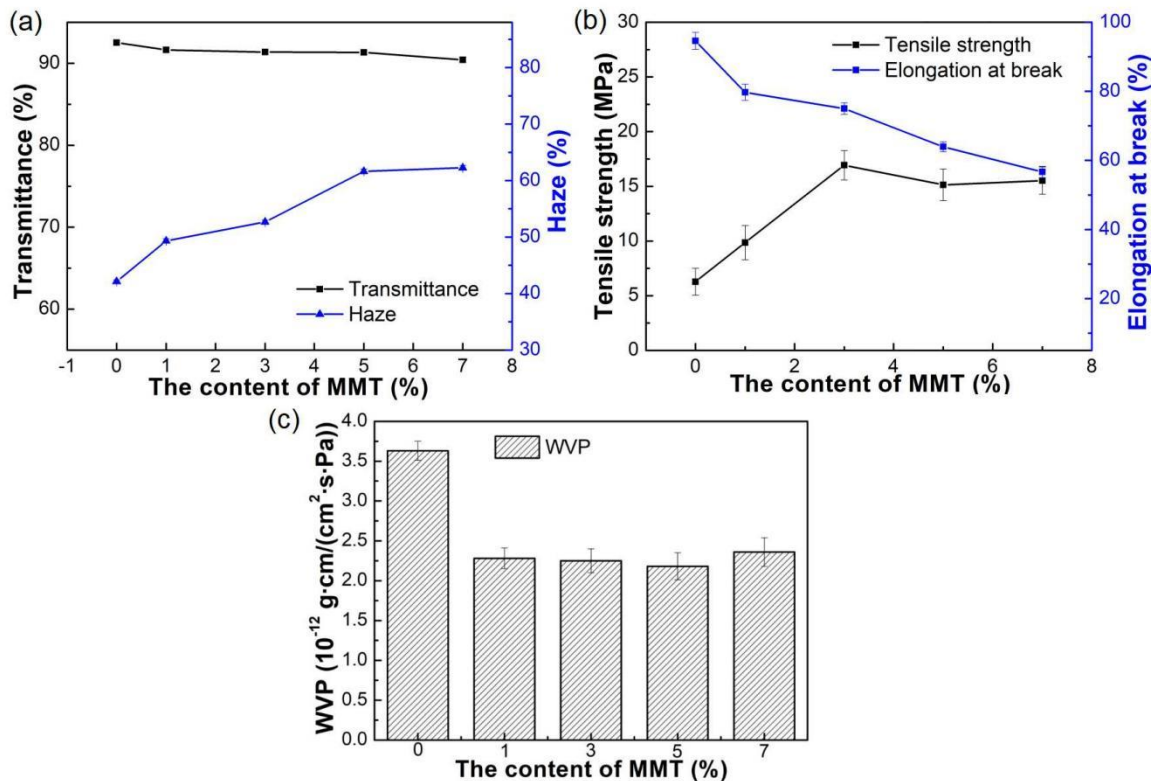 (a)
Transmittance (%)
90
80
70
60
Haze (%)
80
70
60
50
40
30
Transmittance
Haze
-1 0 1 2 3 4 5 6 7 8
The content of MMT (%)
(b)
Tensile strength (MPa)
30
25
20
15
10
5
0
Elongation at break (%)
100
80
60
40
20
Tensile strength
Elongation at break
0 2 4 6 8
The content of MMT (%)
(c)
WVP (10⁻¹² g·cm/(cm²·s·Pa))
4.0
3.5
3.0
2.5
2.0
1.5
1.0
0.5
0.0
WVP
0 1 3 5 7
The content of MMT (%)